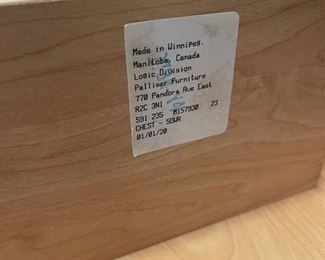 Made in Winnipeg,
Manitoba, Canada
Logic Division
Palliser Furniture
770 Pandora Ave East
R2C 3N1
591 235 M157930 23
CHEST - 5DWR
01/01/20